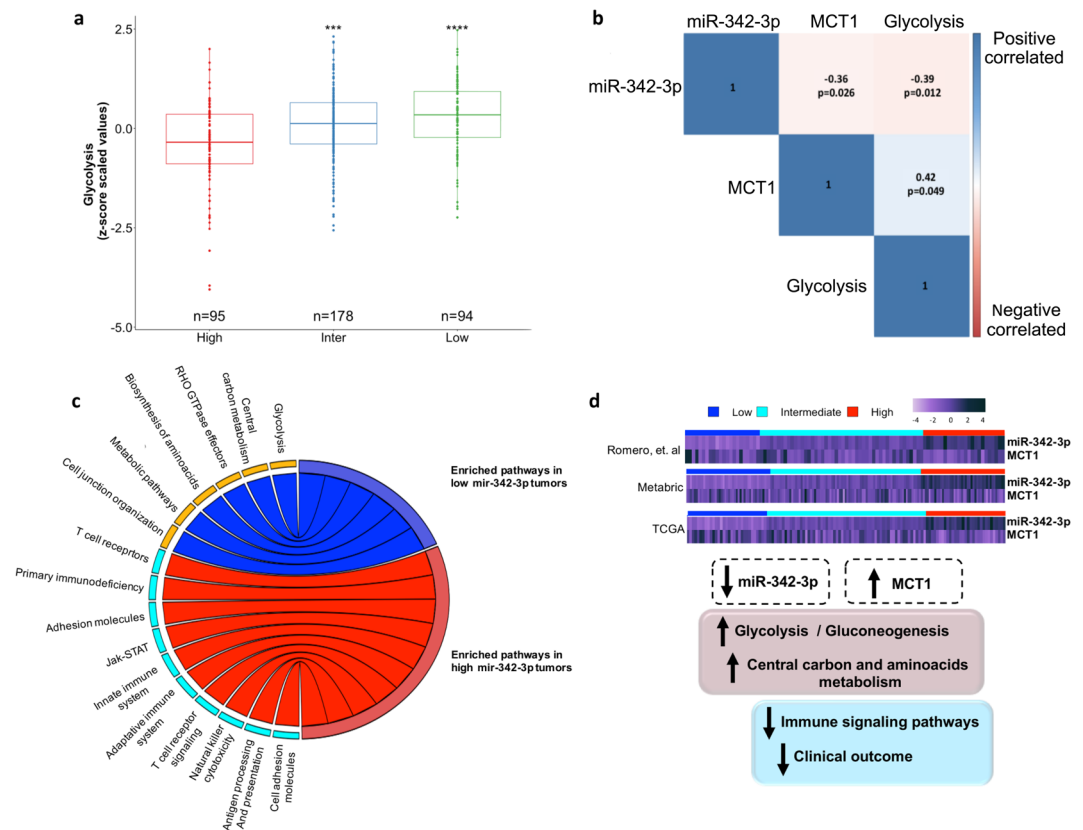 a
2.5
0.0
-2.5
-5.0
Glycolysis
(z-score scaled values)
***
****
n=95
n=178
n=94
High
Inter
Low
b
miR-342-3p
MCT1
Glycolysis
miR-342-3p
MCT1
Glycolysis
1
-0.36
p=0.026
-0.39
p=0.012
1
0.42
p=0.049
1
Positive
correlated
Negative
correlated
c
Glycolysis
Central
carbon metabolism
RHO GTPase effectors
Biosynthesis of aminoacids
Metabolic pathways
Cell junction organization
T cell receprtors
Primary immunodeficiency
Adhesion molecules
Jak-STAT
Innate immune
system
Adaptative immune
system
T cell receptor
signaling
Natural killer
cytotoxicity
Antigen processing
And presentation
Cell adhesion
molecules
Enriched pathways in
low mir-342-3p tumors
Enriched pathways in
high mir-342-3p tumors
d
Low
Intermediate
High
-4 -2 0 2 4
Romero, et. al
miR-342-3p
MCT1
Metabric
miR-342-3p
MCT1
TCGA
miR-342-3p
MCT1
miR-342-3p
MCT1
Glycolysis / Gluconeogenesis
Central carbon and aminoacids
metabolism
Immune signaling pathways
Clinical outcome